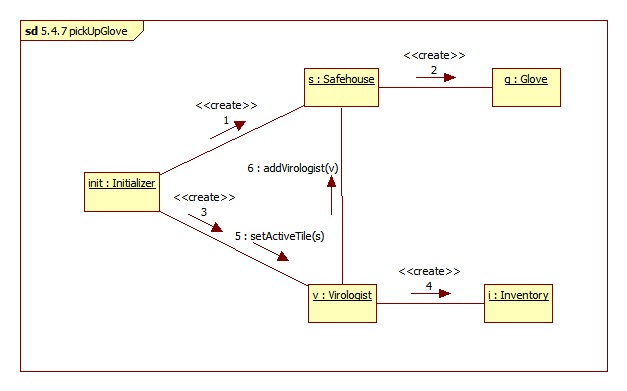 sd 5.4.7 pickUpGlove
<<create>>
2
s : Safehouse
g : Glove
<<create>>
1
6 : addVirologist(v)
init : Initializer
<<create>>
3
5 : setActiveTile(s)
<<create>>
4
v : Virologist
i : Inventory